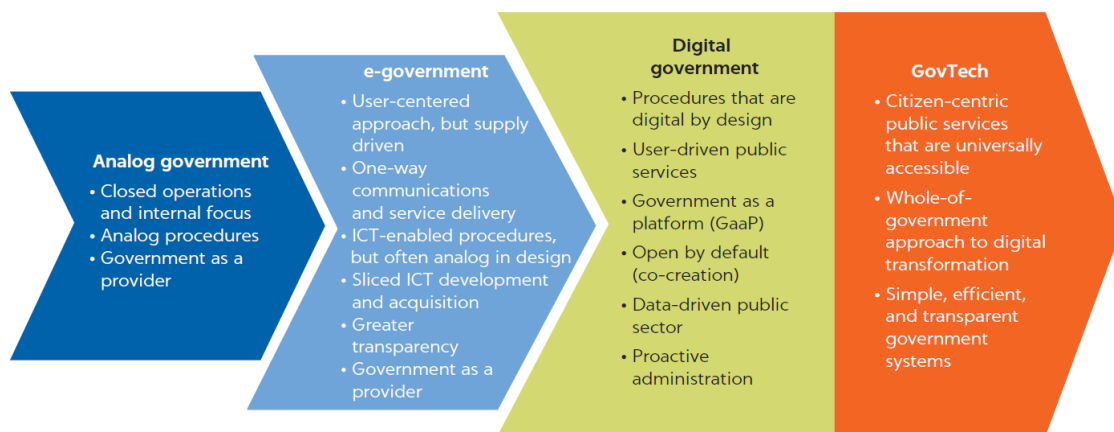 Analog government
• Closed operations
and internal focus
• Analog procedures
• Government as a
provider
e-government
• User-centered
approach, but supply
driven
• One-way
communications
and service delivery
• ICT-enabled procedures,
but often analog in design
• Sliced ICT development
and acquisition
• Greater
transparency
• Government as a
provider
Digital
government
• Procedures that are
digital by design
• User-driven public
services
• Government as a
platform (GaaP)
• Open by default
(co-creation)
• Data-driven public
sector
• Proactive
administration
GovTech
• Citizen-centric
public services
that are universally
accessible
• Whole-of-
government
approach to digital
transformation
• Simple, efficient,
and transparent
government
systems